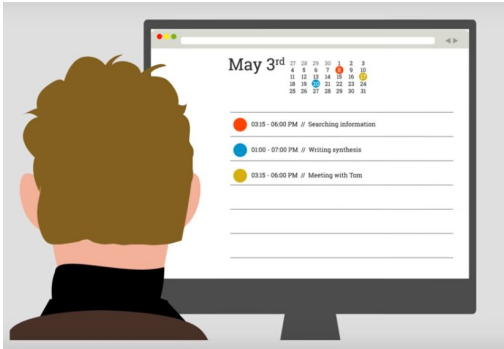 May 3rd
27 28 29 30 1 2 3
4 5 6 7 8 9 10
11 12 13 14 15 16 17
18 19 20 21 22 23 24
25 26 27 28 29 30 31
03:15 - 06:00 PM // Searching information
01:00 - 07:00 PM // Writing synthesis
03:15 - 06:00 PM // Meeting with Tom